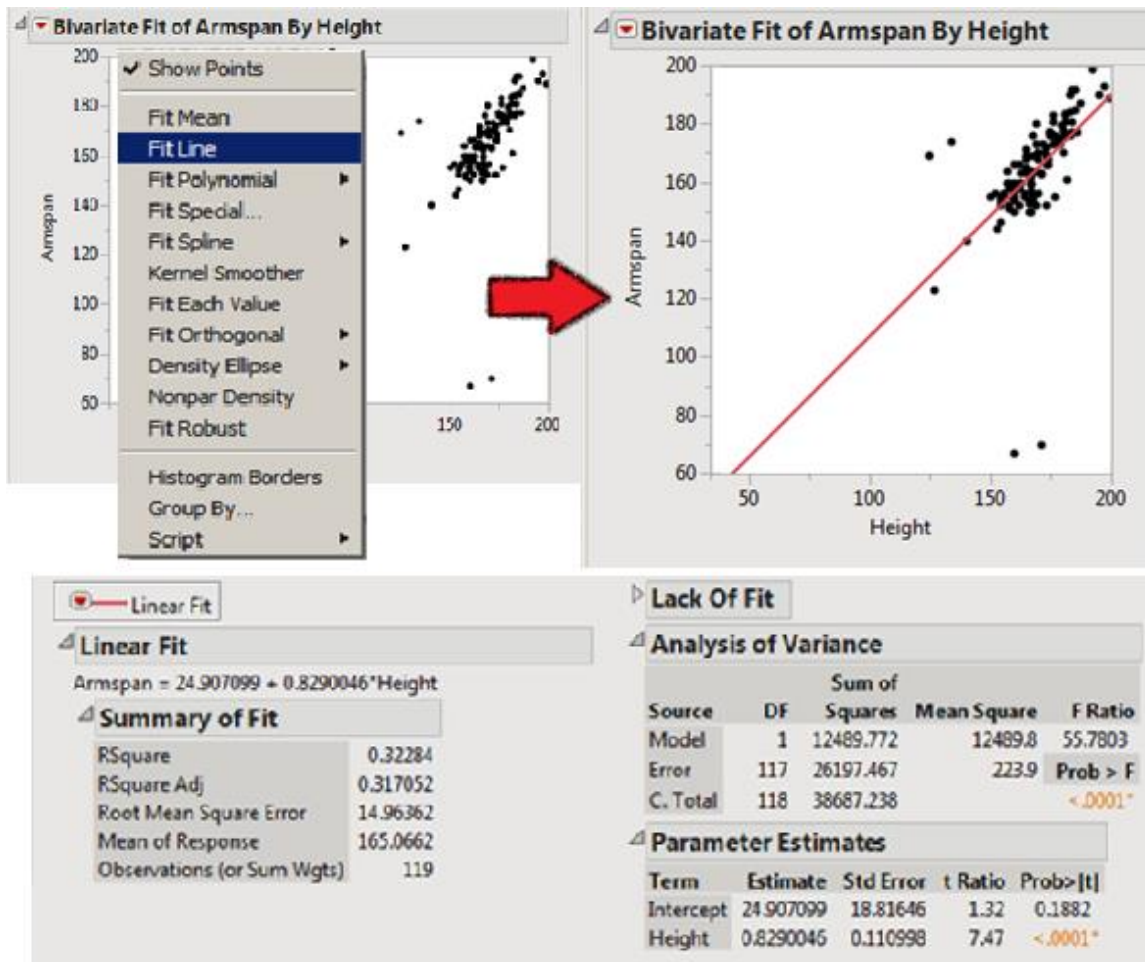 Bivariate Fit of Armspan By Height
200
180
160
140
120
100
80
60
Armspan
150
200
Show Points
Fit Mean
Fit Line
Fit Polynomial
Fit Special...
Fit Spline
Kernel Smoother
Fit Each Value
Fit Orthogonal
Density Ellipse
Nonpar Density
Fit Robust
Histogram Borders
Group By...
Script
Bivariate Fit of Armspan By Height
200
180
160
140
120
100
80
60
Armspan
50
100
150
200
Height
Linear Fit
Linear Fit
Armspan = 24.907099 + 0.8290046*Height
Summary of Fit
RSquare 0.32284
RSquare Adj 0.317052
Root Mean Square Error 14.96362
Mean of Response 165.0662
Observations (or Sum Wgts) 119
Lack Of Fit
Analysis of Variance
Sum of
Source DF Squares Mean Square F Ratio
Model 1 12489.772 12489.8 55.7803
Error 117 26197.467 223.9 Prob > F
C. Total 118 38687.238 <.0001*
Parameter Estimates
Term Estimate Std Error t Ratio Prob>|t|
Intercept 24.907099 18.81646 1.32 0.1882
Height 0.8290046 0.110998 7.47 <.0001*